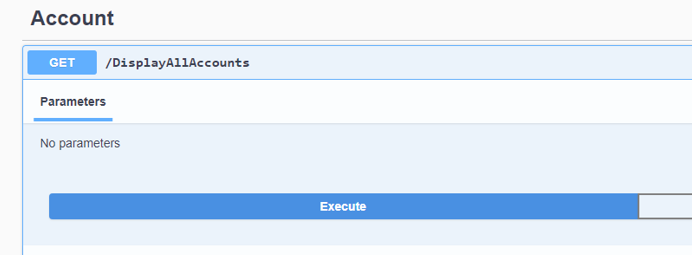 Account
GET /DisplayAllAccounts
Parameters
No parameters
Execute